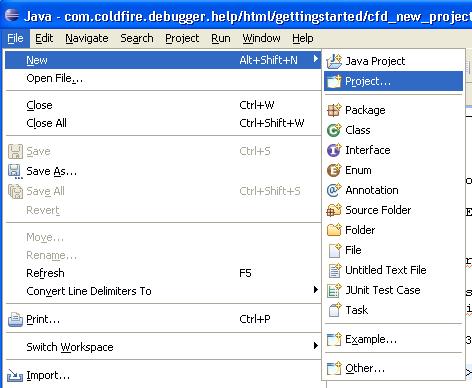 Java - com.coldfire.debugger.help/html/gettingstarted/cfd_new_project
File Edit Navigate Search Project Run Window Help
New Alt+Shift+N
Open File...
Close Ctrl+W
Close All Ctrl+Shift+W
Save Ctrl+S
Save As...
Save All Ctrl+Shift+S
Revert
Move...
Rename...
Refresh F5
Convert Line Delimiters To
Print... Ctrl+P
Switch Workspace
Import...
Java Project
Project...
Package
Class
Interface
Enum
Annotation
Source Folder
Folder
File
Untitled Text File
JUnit Test Case
Task
Example...
Other...